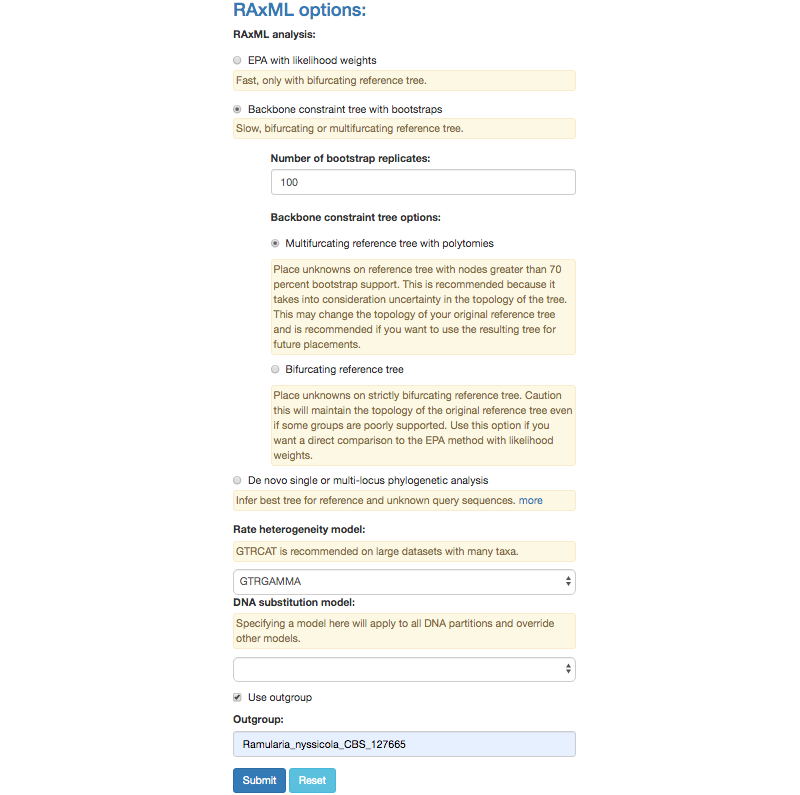 RAxML options:
RAxML analysis:
EPA with likelihood weights
Fast, only with bifurcating reference tree.
Backbone constraint tree with bootstraps
Slow, bifurcating or multifurcating reference tree.
Number of bootstrap replicates:
100
Backbone constraint tree options:
Multifurcating reference tree with polytomies
Place unknowns on reference tree with nodes greater than 70
percent bootstrap support. This is recommended because it
takes into consideration uncertainty in the topology of the tree.
This may change the topology of your original reference tree
and is recommended if you want to use the resulting tree for
future placements.
Bifurcating reference tree
Place unknowns on strictly bifurcating reference tree. Caution
this will maintain the topology of the original reference tree even
if some groups are poorly supported. Use this option if you
want a direct comparison to the EPA method with likelihood
weights.
De novo single or multi-locus phylogenetic analysis
Infer best tree for reference and unknown query sequences. more
Rate heterogeneity model:
GTRCAT is recommended on large datasets with many taxa.
GTRGAMMA
DNA substitution model:
Specifying a model here will apply to all DNA partitions and override
other models.
Use outgroup
Outgroup:
Ramularia_nyssicola_CBS_127665
Submit Reset